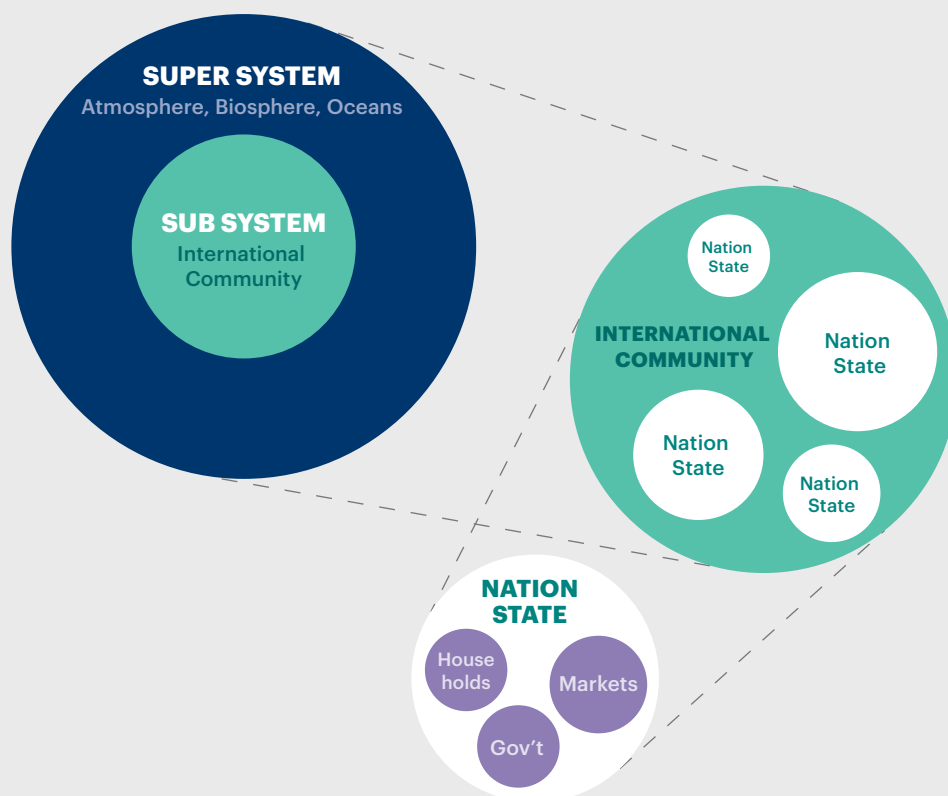 SUPER SYSTEM
Atmosphere, Biosphere, Oceans
SUB SYSTEM
International
Community
Nation
State
INTERNATIONAL
COMMUNITY
Nation
State
Nation
State
Nation
State
NATION
STATE
House
holds
Markets
Gov't